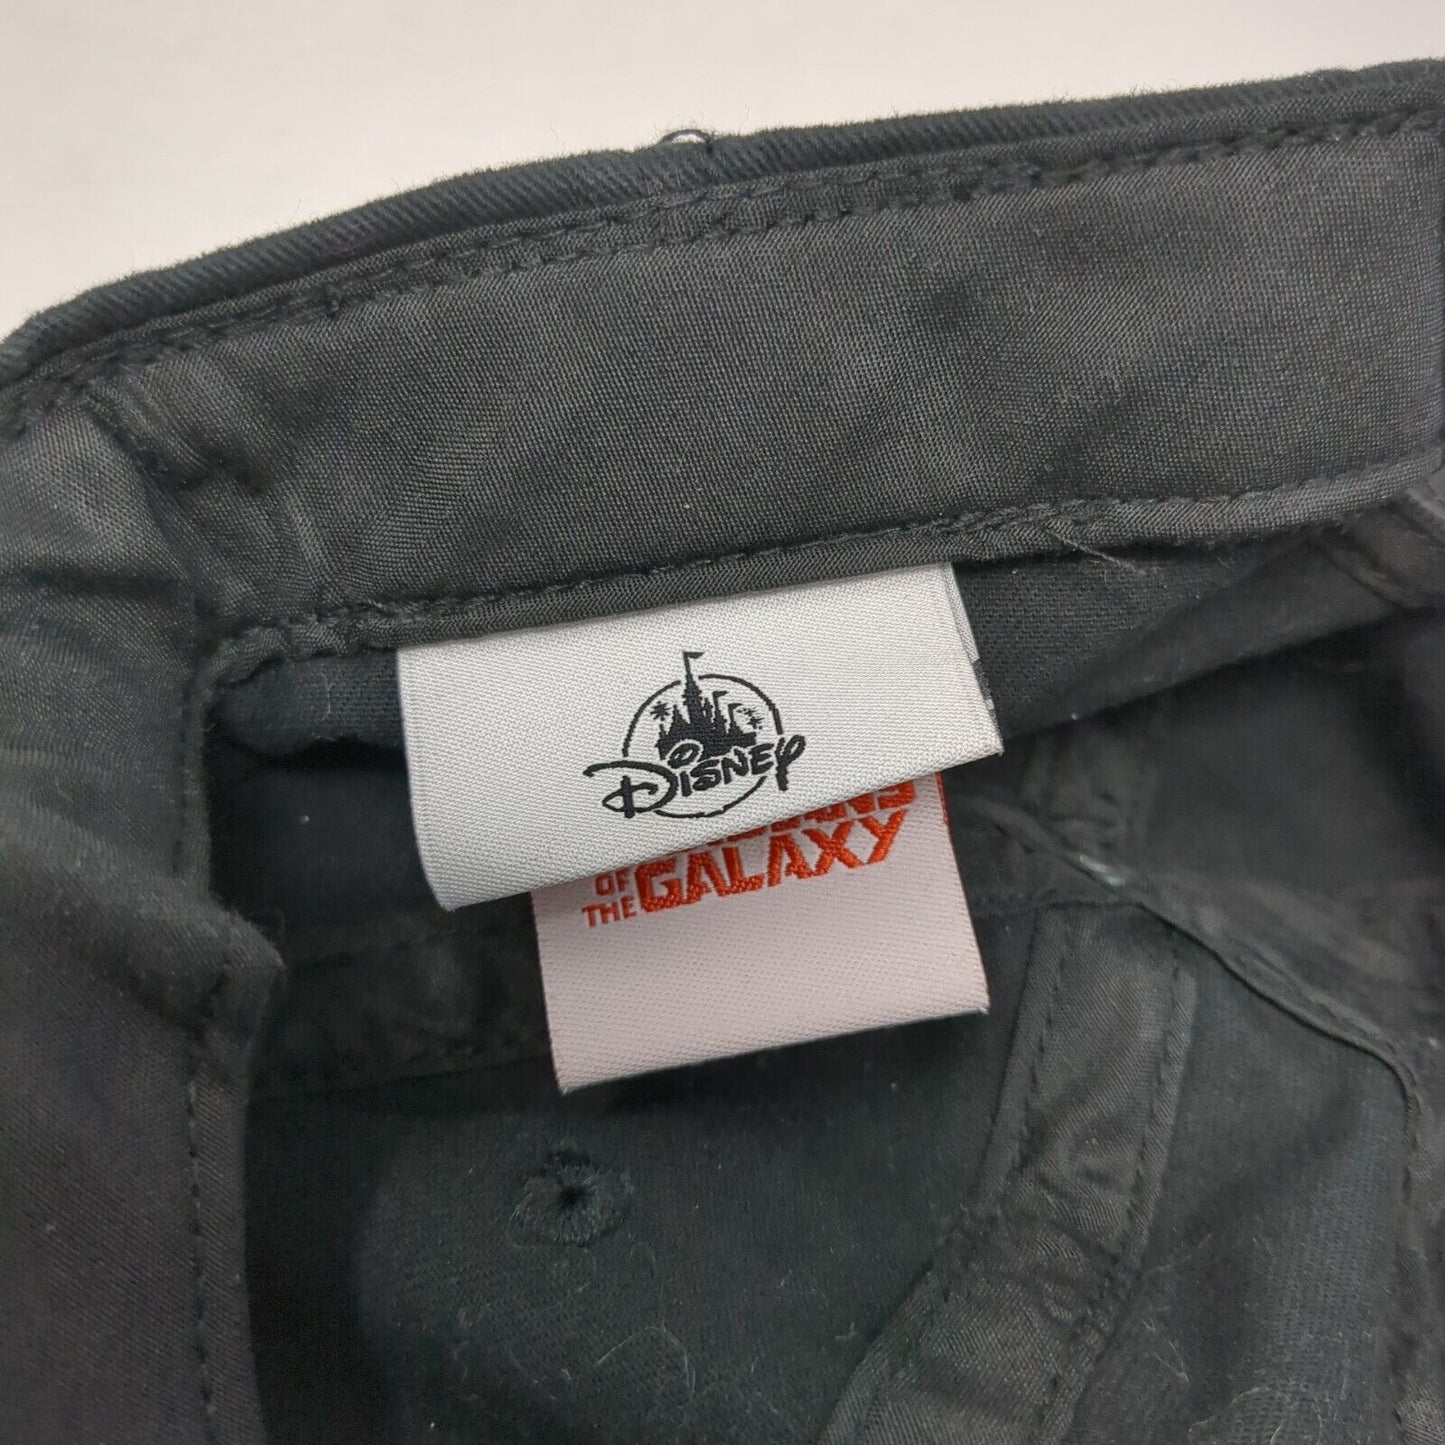 Disney
OF
THE GALAXY